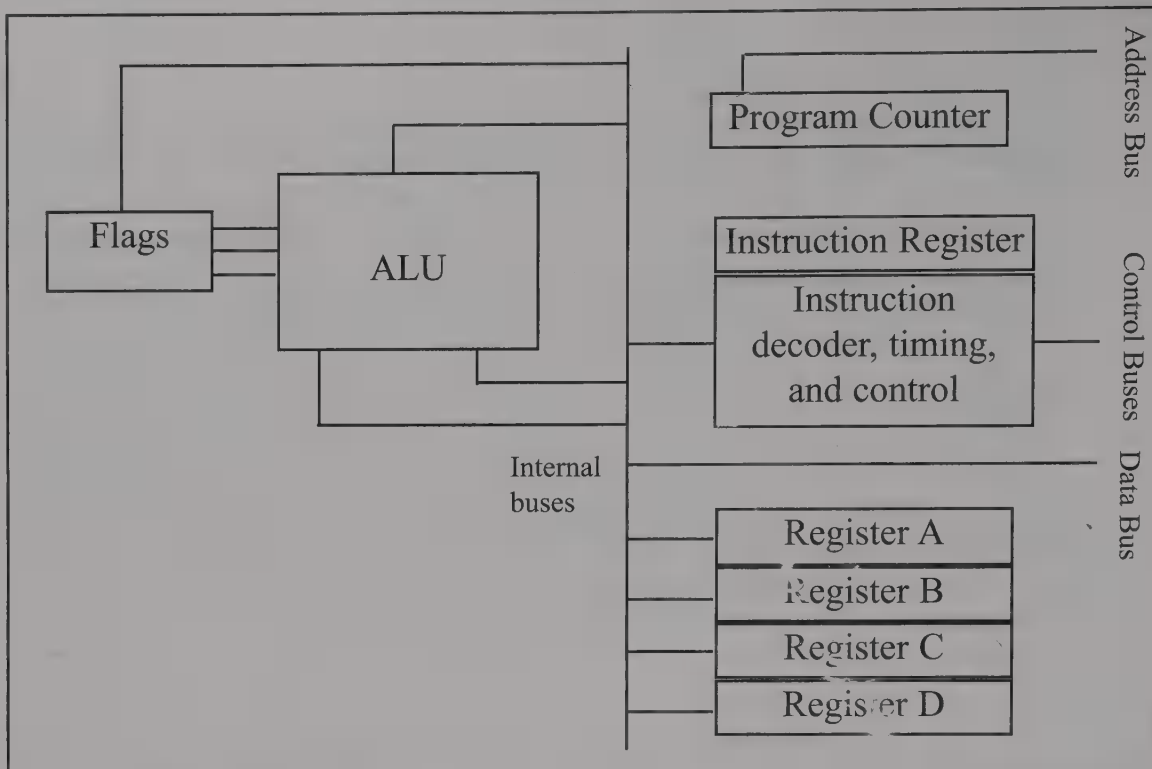 Address Bus
Program Counter
Flags
ALU
Instruction Register
Instruction
decoder, timing,
and control
Control Buses
Internal
buses
Data Bus
Register A
Register B
Register C
Register D